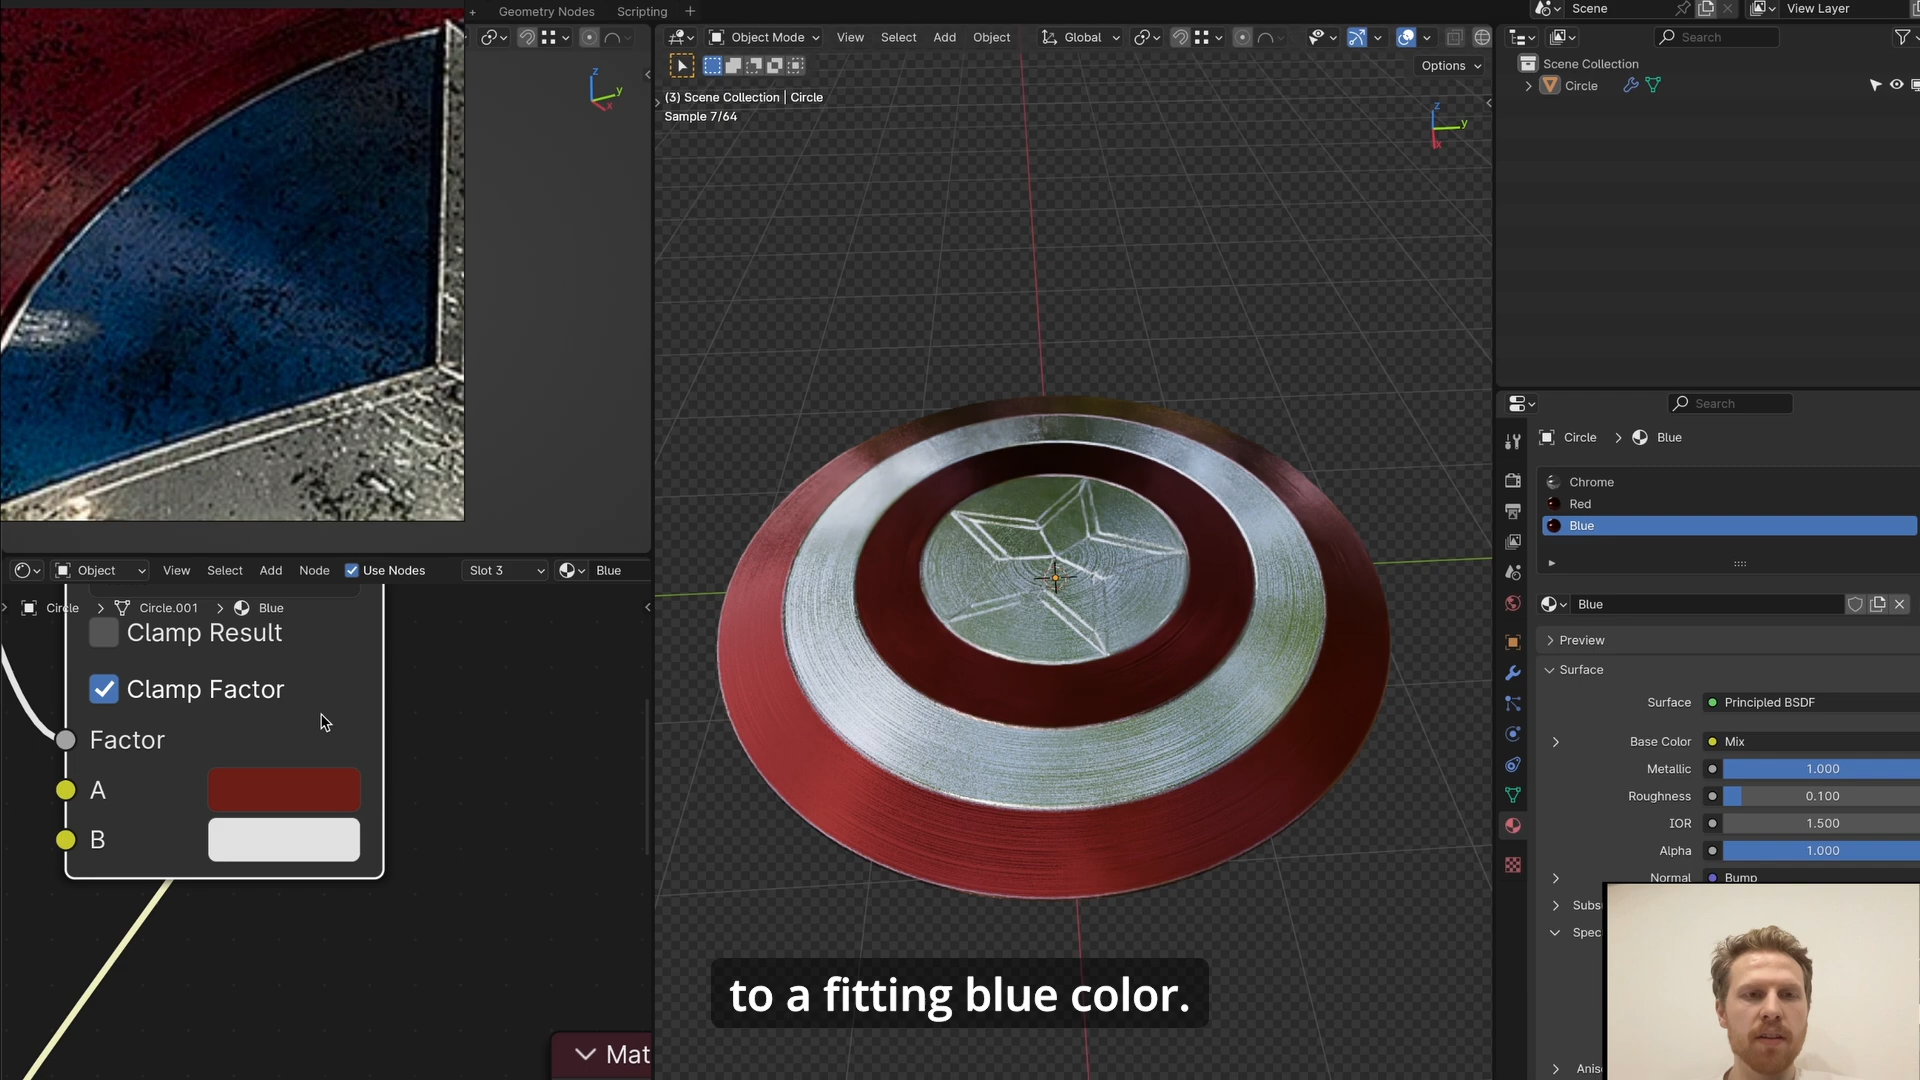 Geometry Nodes
Scripting
Scene
View Layer
Object Mode
View
Select
Add
Object
Global
Search
Options
(3) Scene Collection | Circle
Sample 7/64
z
y
x
z
y
x
Scene Collection
Circle
Search
Circle
Blue
Chrome
Red
Blue
Blue
Preview
Surface
Surface
Principled BSDF
Base Color
Mix
Metallic
1.000
Roughness
0.100
IOR
1.500
Alpha
1.000
Normal
Bump
Subs
Spec
Anis
Object
View
Select
Add
Node
Use Nodes
Slot 3
Blue
Circle
Circle.001
Blue
Clamp Result
Clamp Factor
Factor
A
B
Mat
to a fitting blue color.